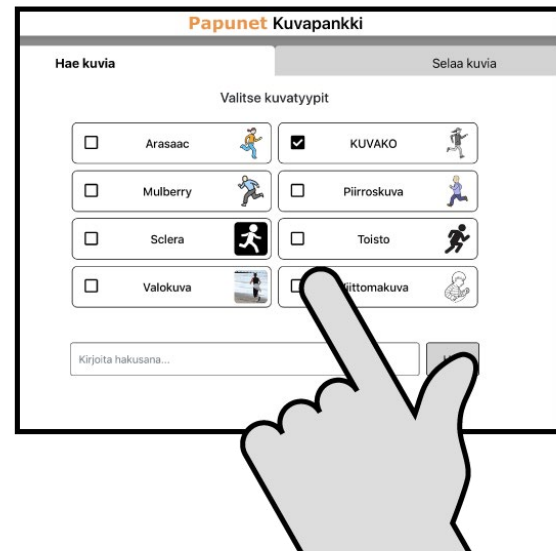 Papunet Kuvapankki
Hae kuvia
Selaa kuvia
Valitse kuvatyypit
Arasaac
KUVAKO
Mulberry
Piirroskuva
Sclera
Toisto
Valokuva
Kirjoita hakusana...